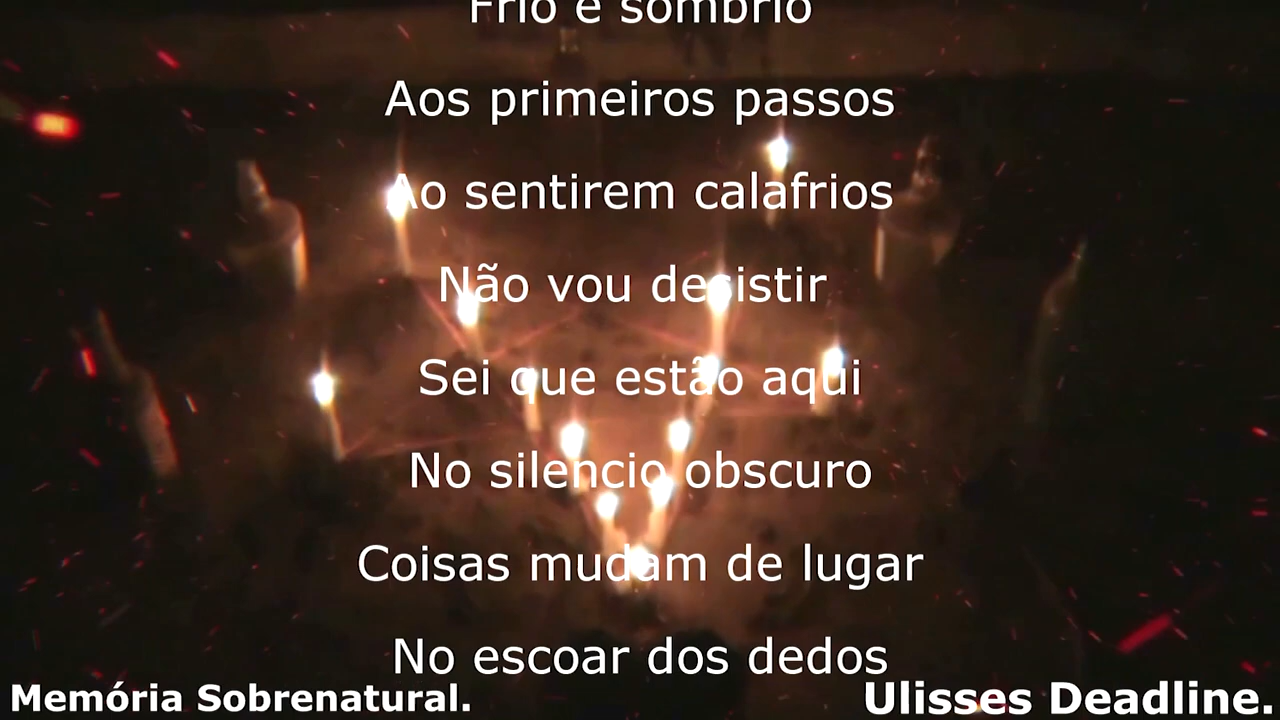 Frio e sombrio
Aos primeiros passos
Ao sentirem calafrios
Não vou desistir
Sei que estão aqui
No silencio obscuro
Coisas mudam de lugar
No escoar dos dedos
Memória Sobrenatural.
Ulisses Deadline.